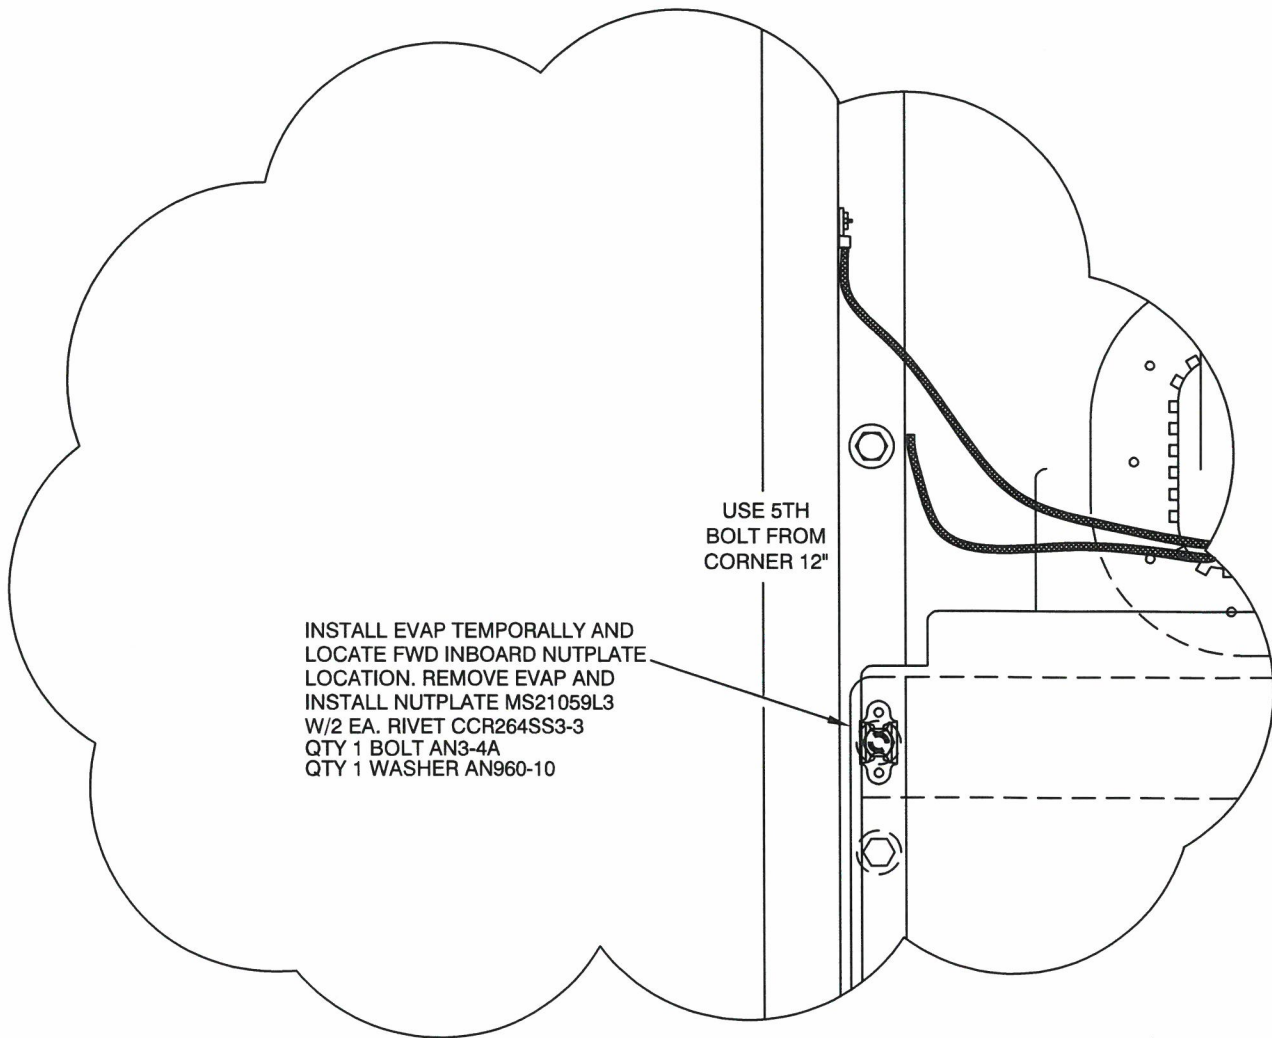 USE 5TH
BOLT FROM
CORNER 12"
INSTALL EVAP TEMPORALLY AND
LOCATE FWD INBOARD NUTPLATE
LOCATION. REMOVE EVAP AND
INSTALL NUTPLATE MS21059L3
W/2 EA. RIVET CCR264SS3-3
QTY 1 BOLT AN3-4A
QTY 1 WASHER AN960-10